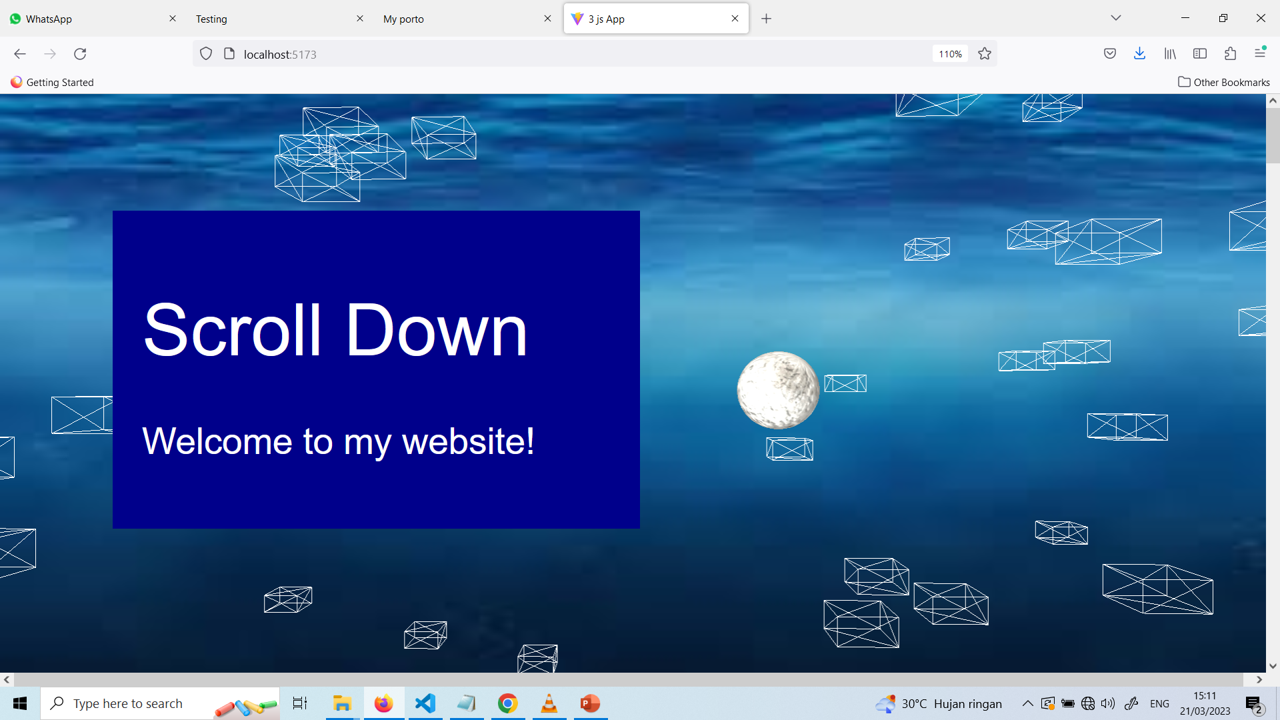 WhatsApp
Testing
My porto
3 js App
localhost:5173
110%
Getting Started
Other Bookmarks
Scroll Down
Welcome to my website!
Type here to search
30°C Hujan ringan
ENG
15:11
21/03/2023
2